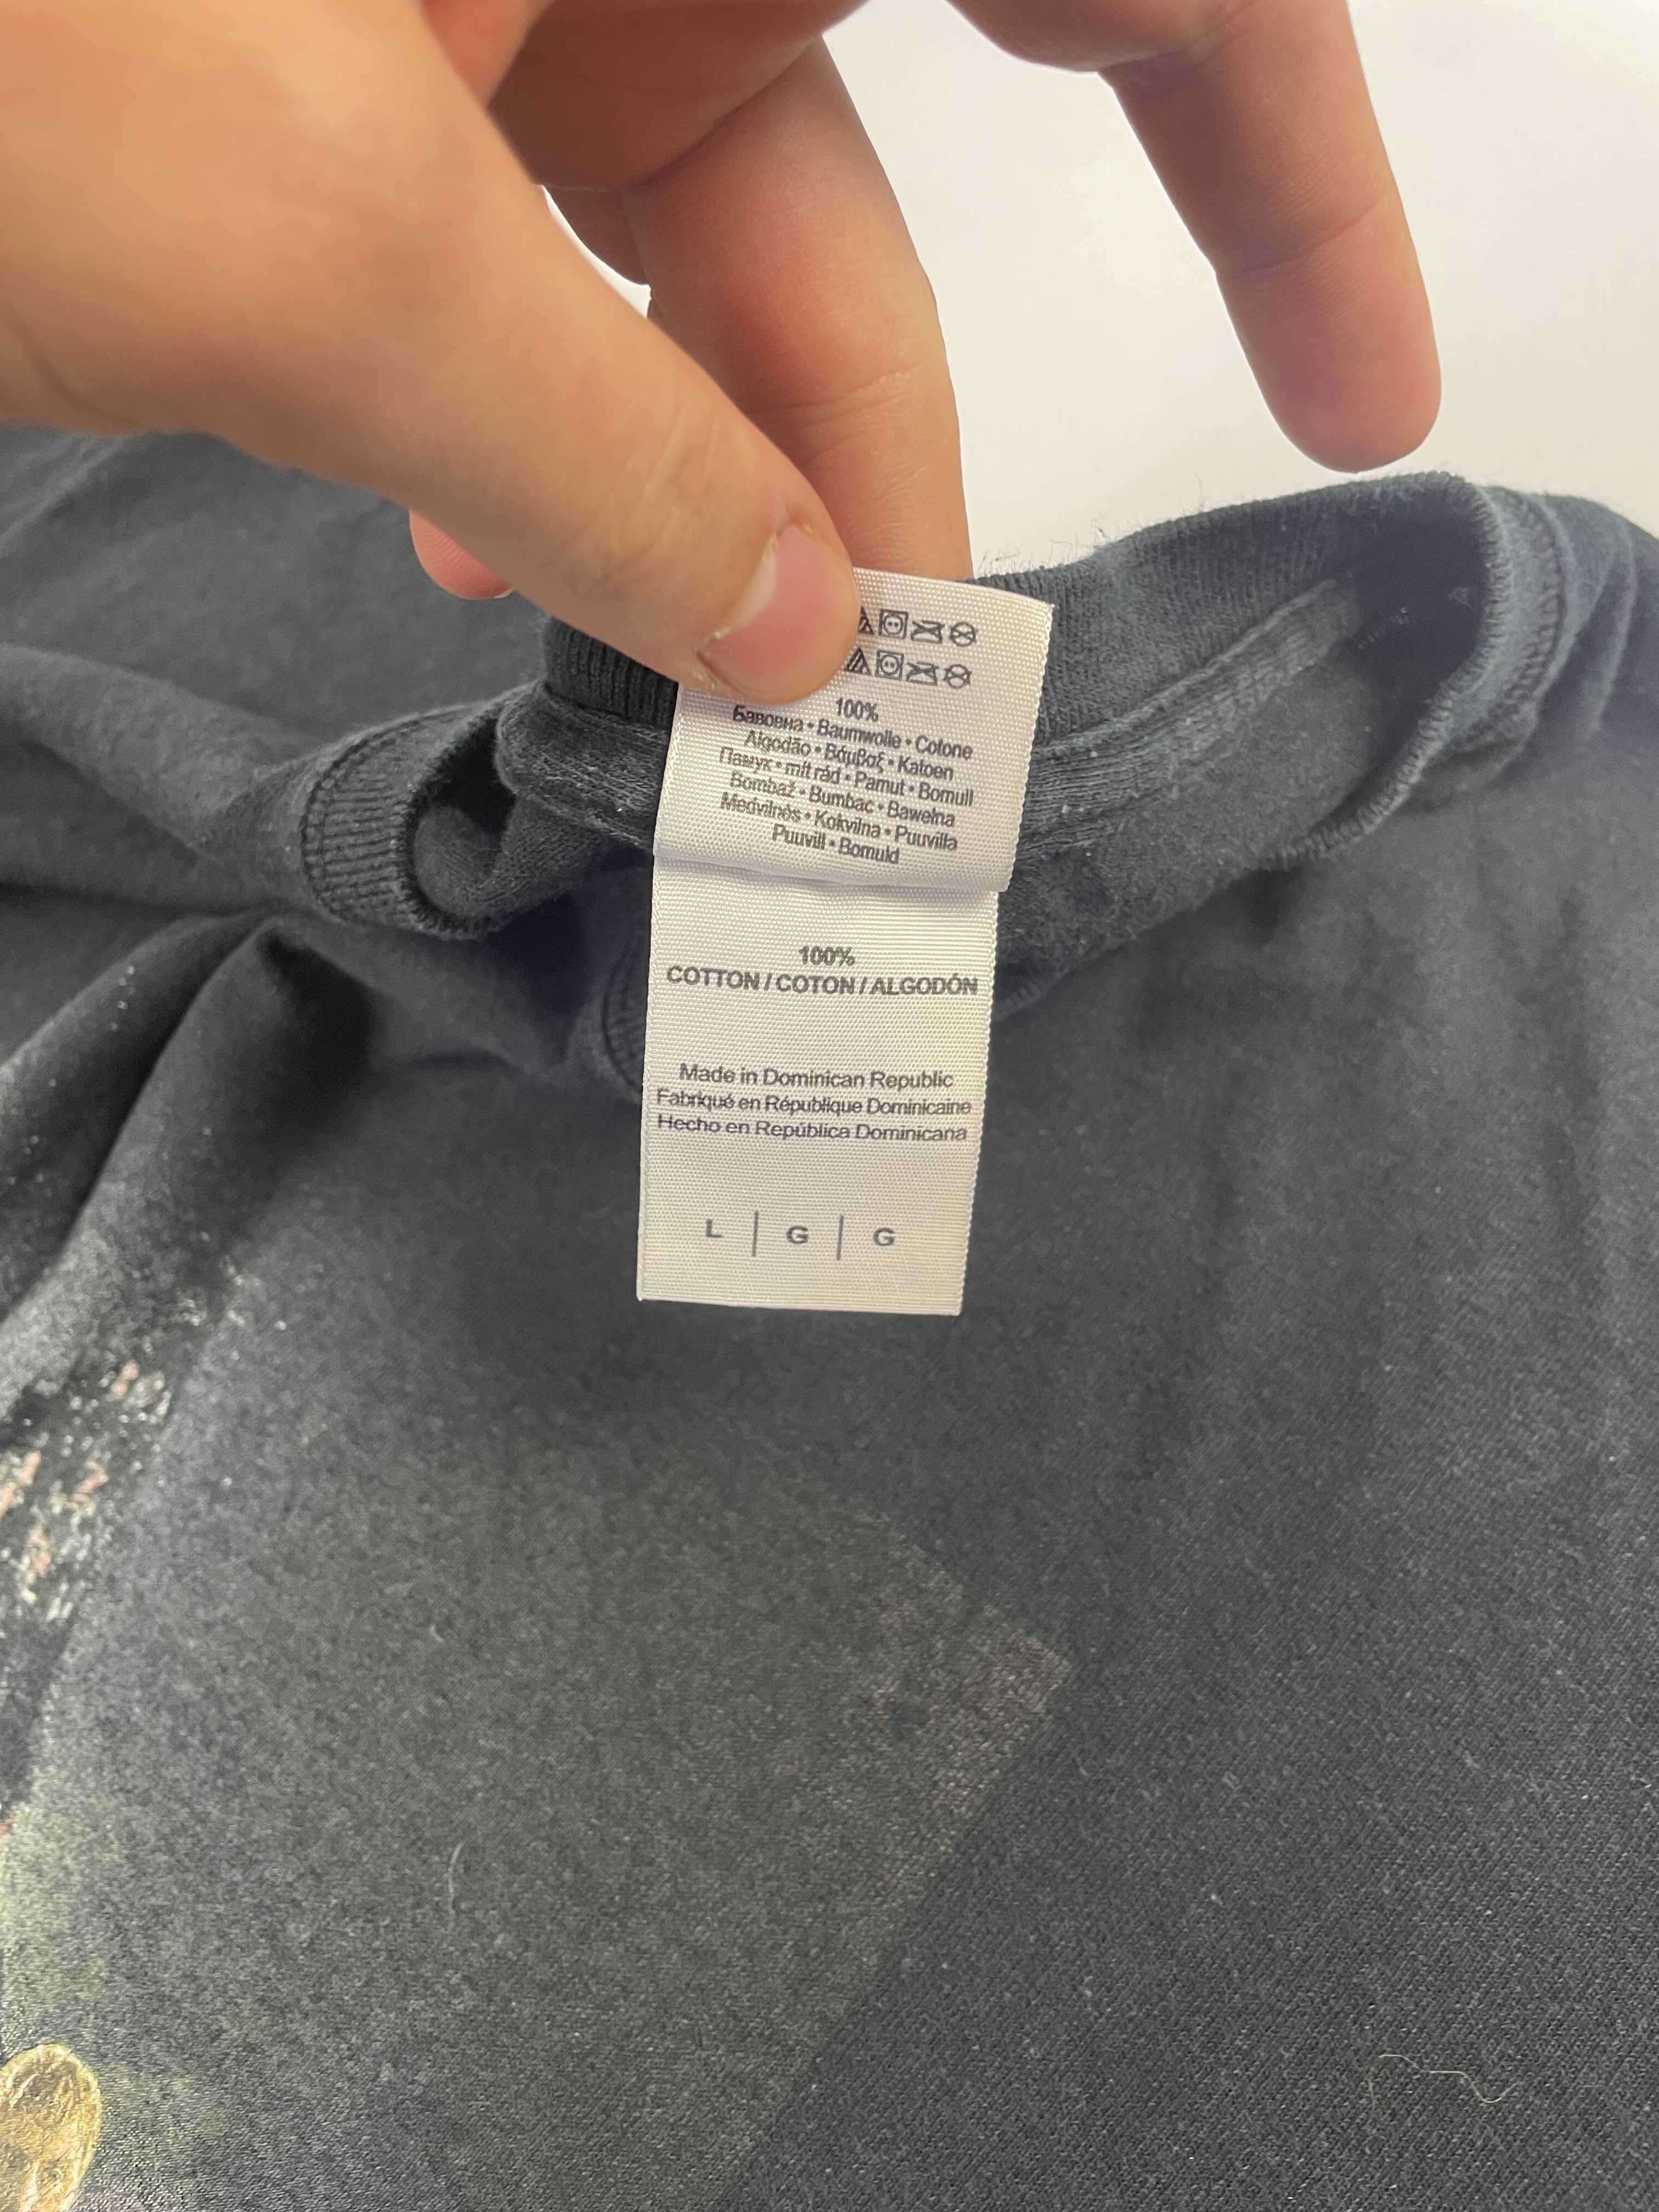 100%
Бавовна • Baumwolle • Cotone
Algodão • Βάμβαξ • Katoen
Памук • mít rád • Pamut • Bomull
Bombaž • Bumbac • Bawełna
Medvilnės • Kokvilna • Puuvilla
Puuvill • Bomuld
100%
COTTON / COTON / ALGODÓN
Made in Dominican Republic
Fabriqué en République Dominicaine
Hecho en República Dominicana
L | G | G